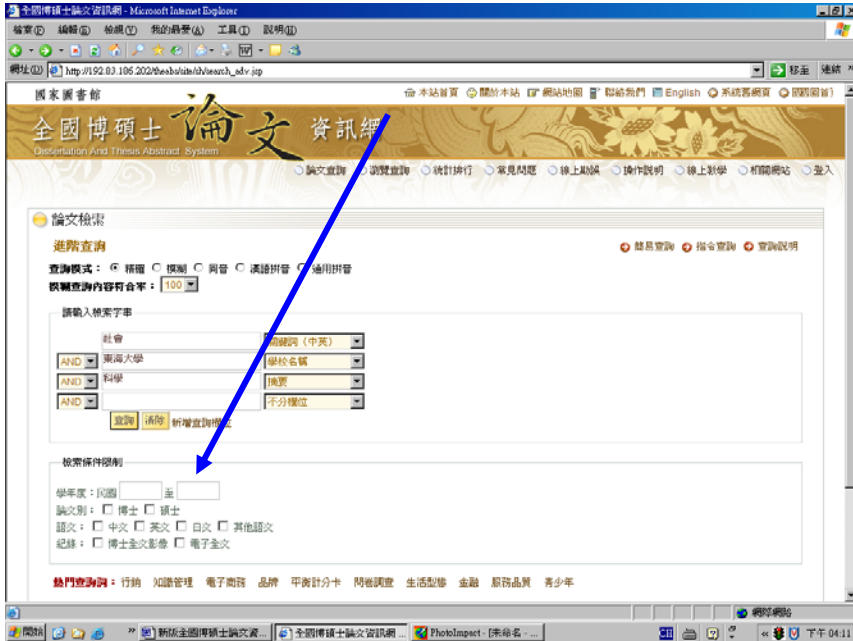 全國博碩士論文資訊網 - Microsoft Internet Explorer
檔案(F) 編輯(E) 檢視(V) 我的最愛(A) 工具(T) 說明(H)
網址(D) http://192.83.186.202/theabs/site/sh/search_adv.jsp 移至 連結 »
國家圖書館 本站首頁 關於本站 網站地圖 聯絡我們 English 系統舊網頁
全國博碩士論文資訊網
Dissertation And Thesis Abstract System
論文查詢 瀏覽查詢 統計排行 常見問題 線上勘誤 操作說明 線上教學 相關網站 登入
論文檢索
進階查詢 簡易查詢 指令查詢 查詢說明
查詢模式： 精確 模糊 同音 漢語拼音 通用拼音
模糊查詢內容符合率： 100
請輸入檢索字串
社會 關鍵詞（中英）
AND 東海大學 學校名稱
AND 科學 摘要
AND 不分欄位
查詢 清除 新增查詢欄位
檢索條件限制
學年度：民國 至
論文別： 博士 碩士
語文： 中文 英文 日文 其他語文
紀錄： 博士全文影像 電子全文
熱門查詢詞：行銷 知識管理 電子商務 品牌 平衡計分卡 問卷調查 生活型態 金融 服務品質 青少年
網際網路
開始 » 新版全國博碩士論文資... 全國博碩士論文資訊網... PhotoImpact - [未命名 - ... CH « 下午 04:11